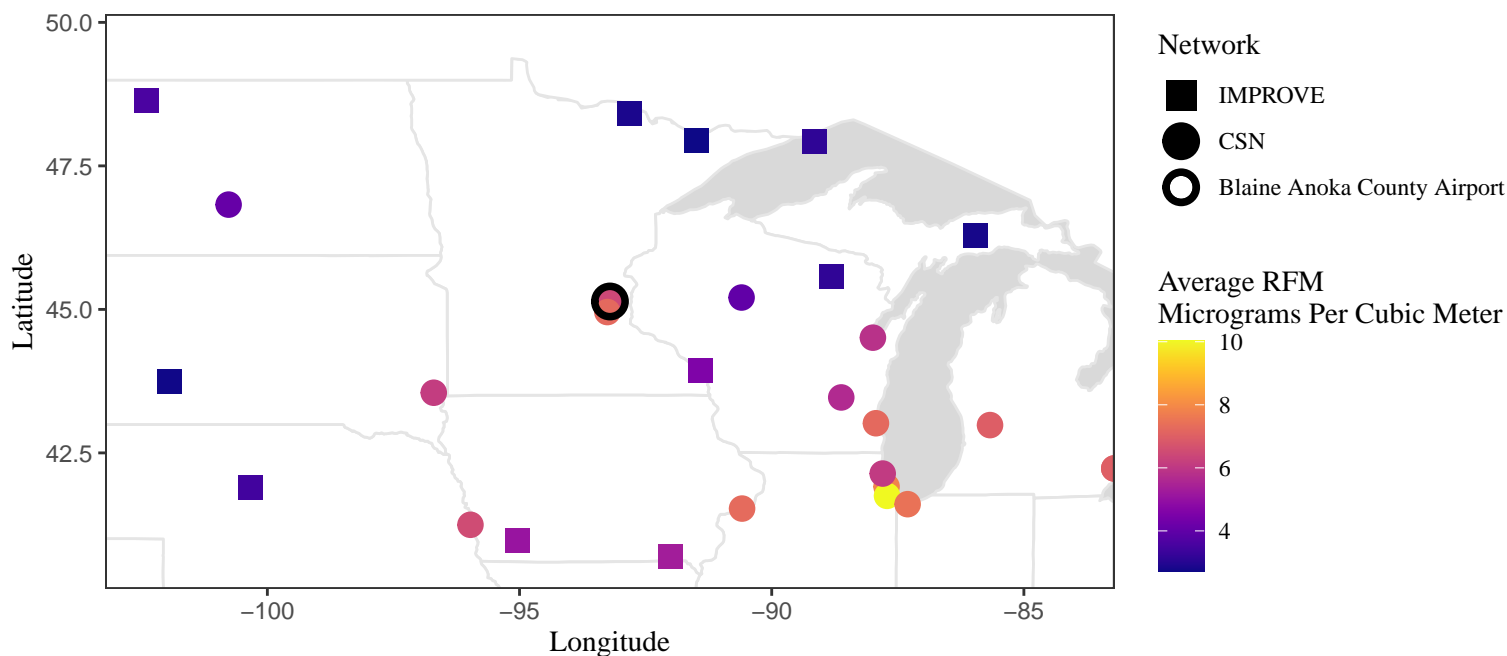 50.0
47.5
45.0
42.5
Latitude
−100
−95
−90
−85
Longitude
Network
IMPROVE
CSN
Blaine Anoka County Airport
Average RFM
Micrograms Per Cubic Meter
10
8
6
4